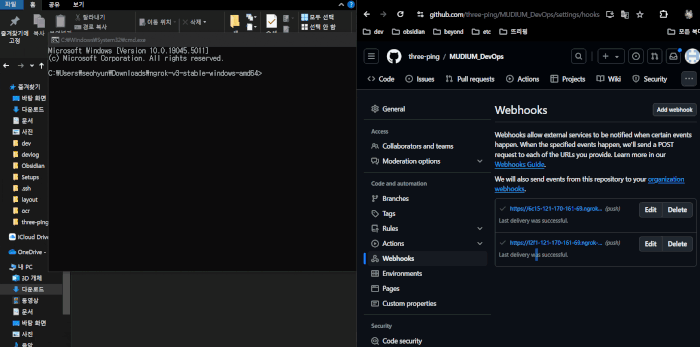 파일
홈
공유
보기
즐겨찾기에 고정
잘라내기
경로 복사
이동 위치
삭제
모두 선택
선택 안 함
C:\Windows\System32\cmd.exe
Microsoft Windows [Version 10.0.19045.5011]
(c) Microsoft Corporation. All rights reserved.
C:₩Users₩seohyun₩Downloads₩ngrok-v3-stable-windows-amd64>
즐겨찾기
바탕 화면
다운로드
문서
사진
dev
devlog
Obsidian
Setups
.ssh
layout
ocr
three-ping
iCloud Drive
OneDrive -
내 PC
3D 개체
다운로드
동영상
문서
바탕 화면
사진
음악
github.com/three-ping/MUDIUM_DevOps/settings/hooks
dev
obsidian
beyond
etc
뜨리핑
모든 북
three-ping / MUDIUM_DevOps
Code
Issues
Pull requests
Actions
Projects
Wiki
Security
General
Access
Collaborators and teams
Moderation options
Code and automation
Branches
Tags
Rules
Actions
Webhooks
Environments
Pages
Custom properties
Security
Code security
Webhooks
Add webhook
Webhooks allow external services to be notified when certain
events happen. When the specified events happen, we'll send a POST
request to each of the URLs you provide. Learn more in our
Webhooks Guide.
We will also send events from this repository to your organization
webhooks.
https://6c15-121-170-161-69.ngrok... (push)
Edit
Delete
Last delivery was successful.
https://f2f1-121-170-161-69.ngrok-... (push)
Edit
Delete
Last delivery was successful.